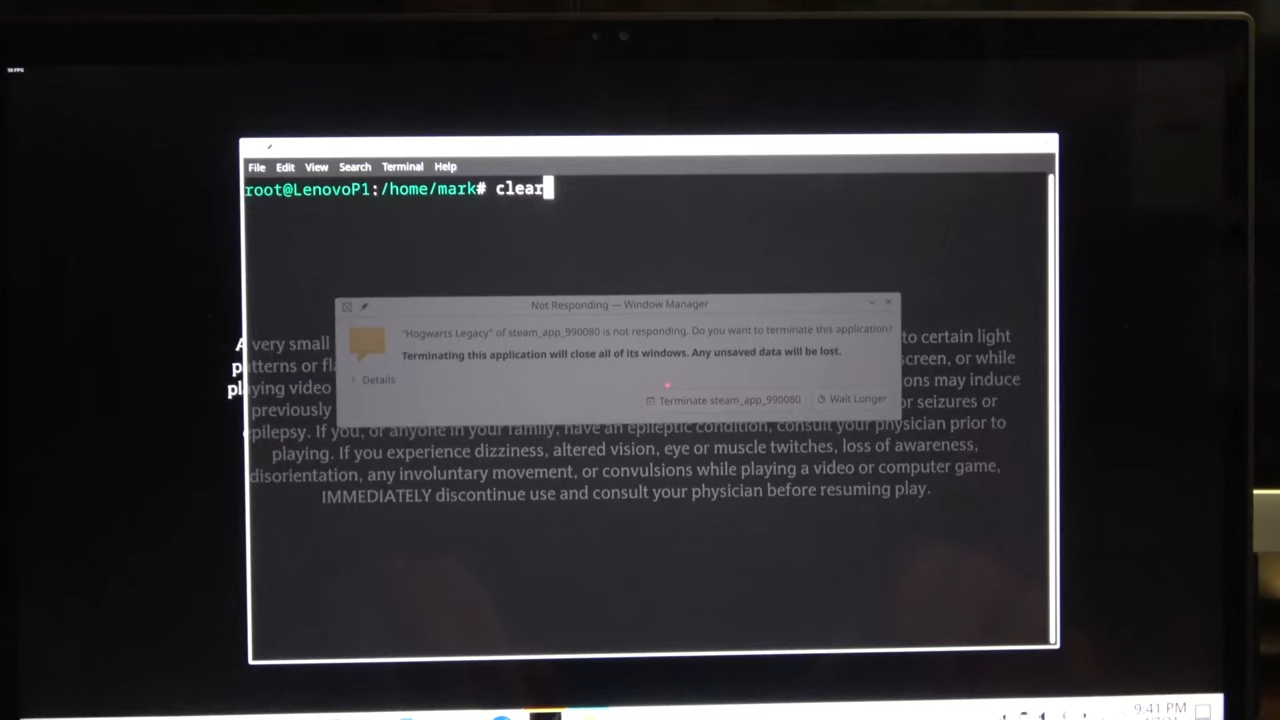 File Edit View Search Terminal Help
root@LenovoP1:/home/mark# clear
Not Responding — Window Manager
"Hogwarts Legacy" of steam_app_990080 is not responding. Do you want to terminate this application?
Terminating this application will close all of its windows. Any unsaved data will be lost.
Details
Terminate steam_app_990080 Wait Longer
A very small to certain light
patterns or screen, or while
playing video ons may induce
previously or seizures or
epilepsy. If you, or anyone in your family, have an epileptic condition, consult your physician prior to
playing. If you experience dizziness, altered vision, eye or muscle twitches, loss of awareness,
disorientation, any involuntary movement, or convulsions while playing a video or computer game,
IMMEDIATELY discontinue use and consult your physician before resuming play.
9:41 PM